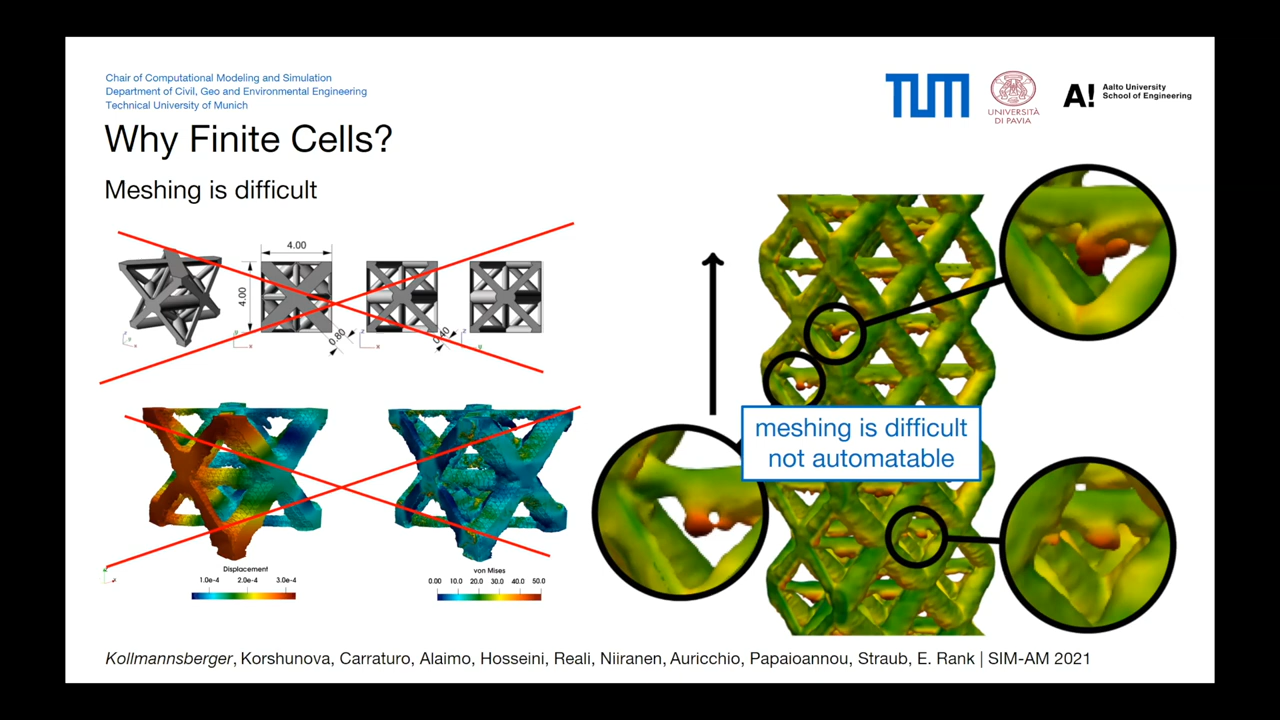 Chair of Computational Modeling and Simulation
Department of Civil, Geo and Environmental Engineering
Technical University of Munich
TUM
UNIVERSITÀ
DI PAVIA
A!
Aalto University
School of Engineering
Why Finite Cells?
Meshing is difficult
4.00
4.00
0.80
0.40
meshing is difficult
not automatable
Displacement
1.0e-4 2.0e-4 3.0e-4
von Mises
0.00 10.0 20.0 30.0 40.0 50.0
Kollmannsberger, Korshunova, Carraturo, Alaimo, Hosseini, Reali, Niiranen, Auricchio, Papaioannou, Straub, E. Rank | SIM-AM 2021